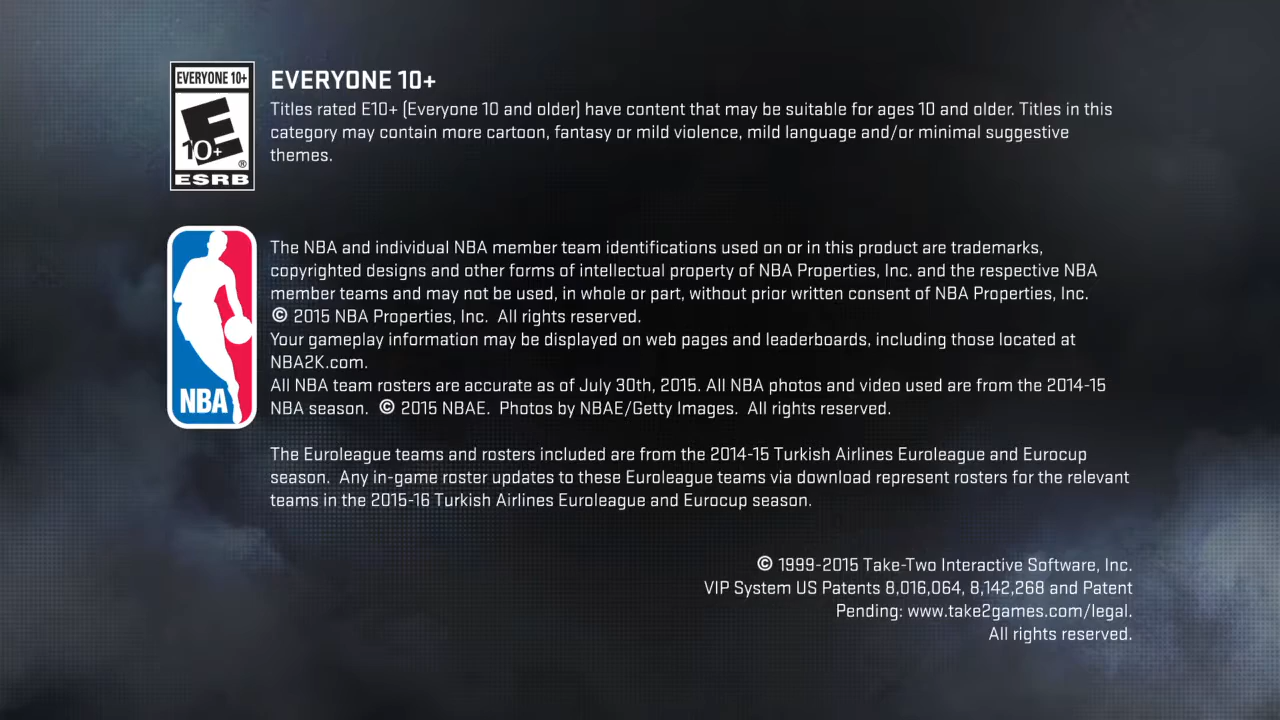 EVERYONE 10+
E
10+
®
ESRB
EVERYONE 10+
Titles rated E10+ (Everyone 10 and older) have content that may be suitable for ages 10 and older. Titles in this
category may contain more cartoon, fantasy or mild violence, mild language and/or minimal suggestive
themes.
NBA
The NBA and individual NBA member team identifications used on or in this product are trademarks,
copyrighted designs and other forms of intellectual property of NBA Properties, Inc. and the respective NBA
member teams and may not be used, in whole or part, without prior written consent of NBA Properties, Inc.
© 2015 NBA Properties, Inc. All rights reserved.
Your gameplay information may be displayed on web pages and leaderboards, including those located at
NBA2K.com.
All NBA team rosters are accurate as of July 30th, 2015. All NBA photos and video used are from the 2014-15
NBA season. © 2015 NBAE. Photos by NBAE/Getty Images. All rights reserved.
The Euroleague teams and rosters included are from the 2014-15 Turkish Airlines Euroleague and Eurocup
season. Any in-game roster updates to these Euroleague teams via download represent rosters for the relevant
teams in the 2015-16 Turkish Airlines Euroleague and Eurocup season.
© 1999-2015 Take-Two Interactive Software, Inc.
VIP System US Patents 8,016,064, 8,142,268 and Patent
Pending: www.take2games.com/legal.
All rights reserved.